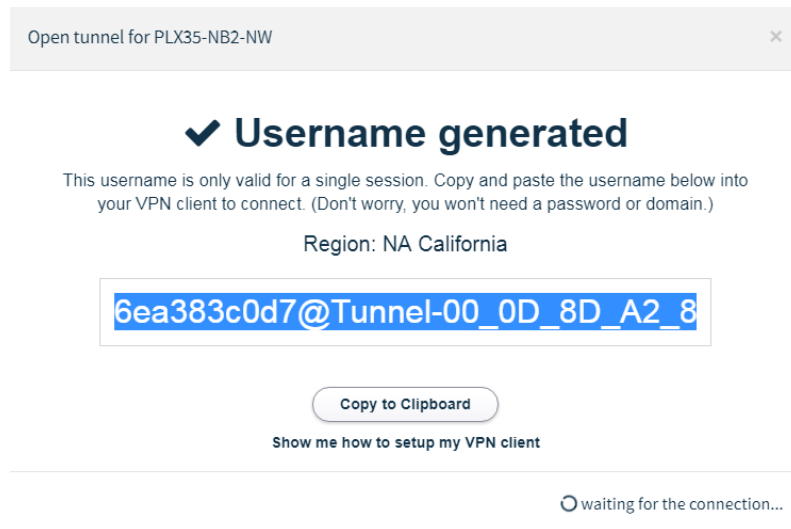 Open tunnel for PLX35-NB2-NW
×
✔ Username generated
This username is only valid for a single session. Copy and paste the username below into
your VPN client to connect. (Don't worry, you won't need a password or domain.)
Region: NA California
6ea383c0d7@Tunnel-00_0D_8D_A2_8
Copy to Clipboard
Show me how to setup my VPN client
waiting for the connection...